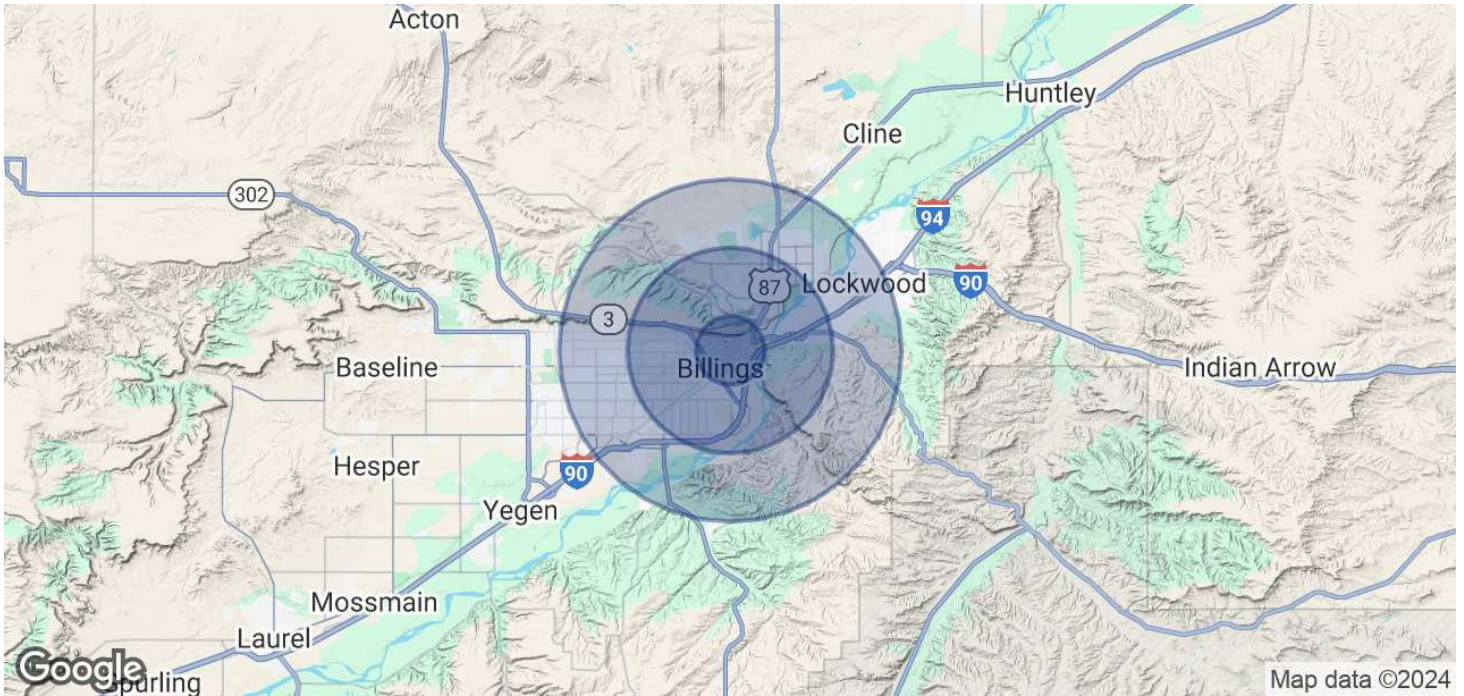 Acton
Huntley
Cline
302
94
87
Lockwood
90
3
Baseline
Billings
Indian Arrow
Hesper
90
Yegen
Mossmain
Laurel
Google
Spurling
Map data ©2024